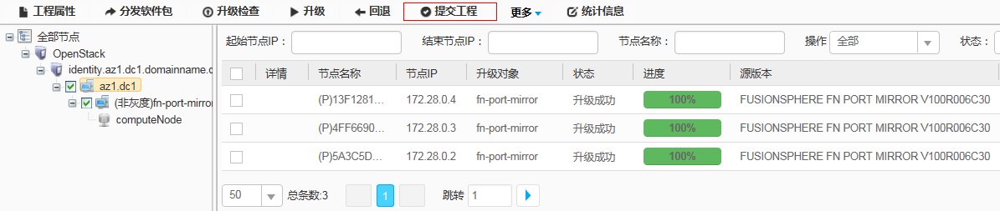 工程属性 分发软件包 升级检查 升级 回退 提交工程 更多 统计信息
全部节点
OpenStack
identity.az1.dc1.domainname.c
az1.dc1
(非灰度)fn-port-mirror
computeNode
起始节点IP： 结束节点IP： 节点名称： 操作 全部 状态：
详情 节点名称 节点IP 升级对象 状态 进度 源版本
(P)13F1281... 172.28.0.4 fn-port-mirror 升级成功 100% FUSIONSPHERE FN PORT MIRROR V100R006C30
(P)4FF6690... 172.28.0.3 fn-port-mirror 升级成功 100% FUSIONSPHERE FN PORT MIRROR V100R006C30
(P)5A3C5D... 172.28.0.2 fn-port-mirror 升级成功 100% FUSIONSPHERE FN PORT MIRROR V100R006C30
50 总条数:3 1 跳转 1